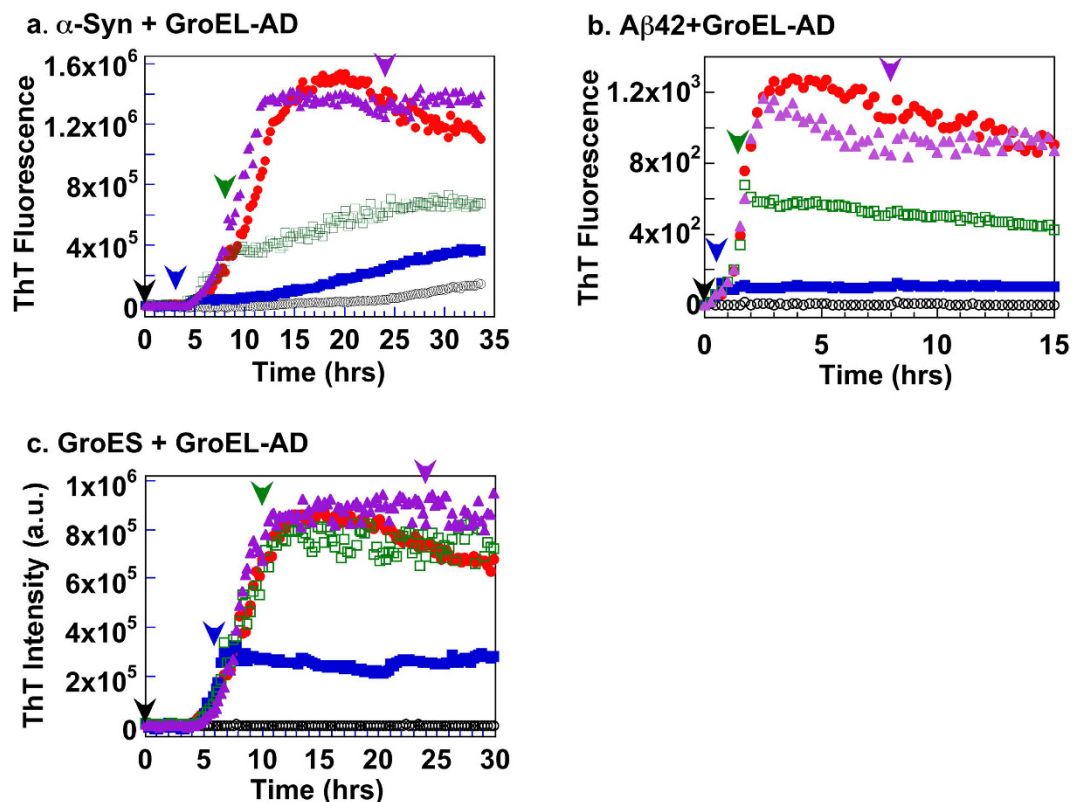 a. α-Syn + GroEL-AD
ThT Fluorescence
1.6x10⁶
1.2x10⁶
8x10⁵
4x10⁵
0
0 5 10 15 20 25 30 35
Time (hrs)
b. Aβ42+GroEL-AD
ThT Fluorescence
1.2x10³
8x10²
4x10²
0
0 5 10 15
Time (hrs)
c. GroES + GroEL-AD
ThT Intensity (a.u.)
1x10⁶
8x10⁵
6x10⁵
4x10⁵
2x10⁵
0
0 5 10 15 20 25 30
Time (hrs)